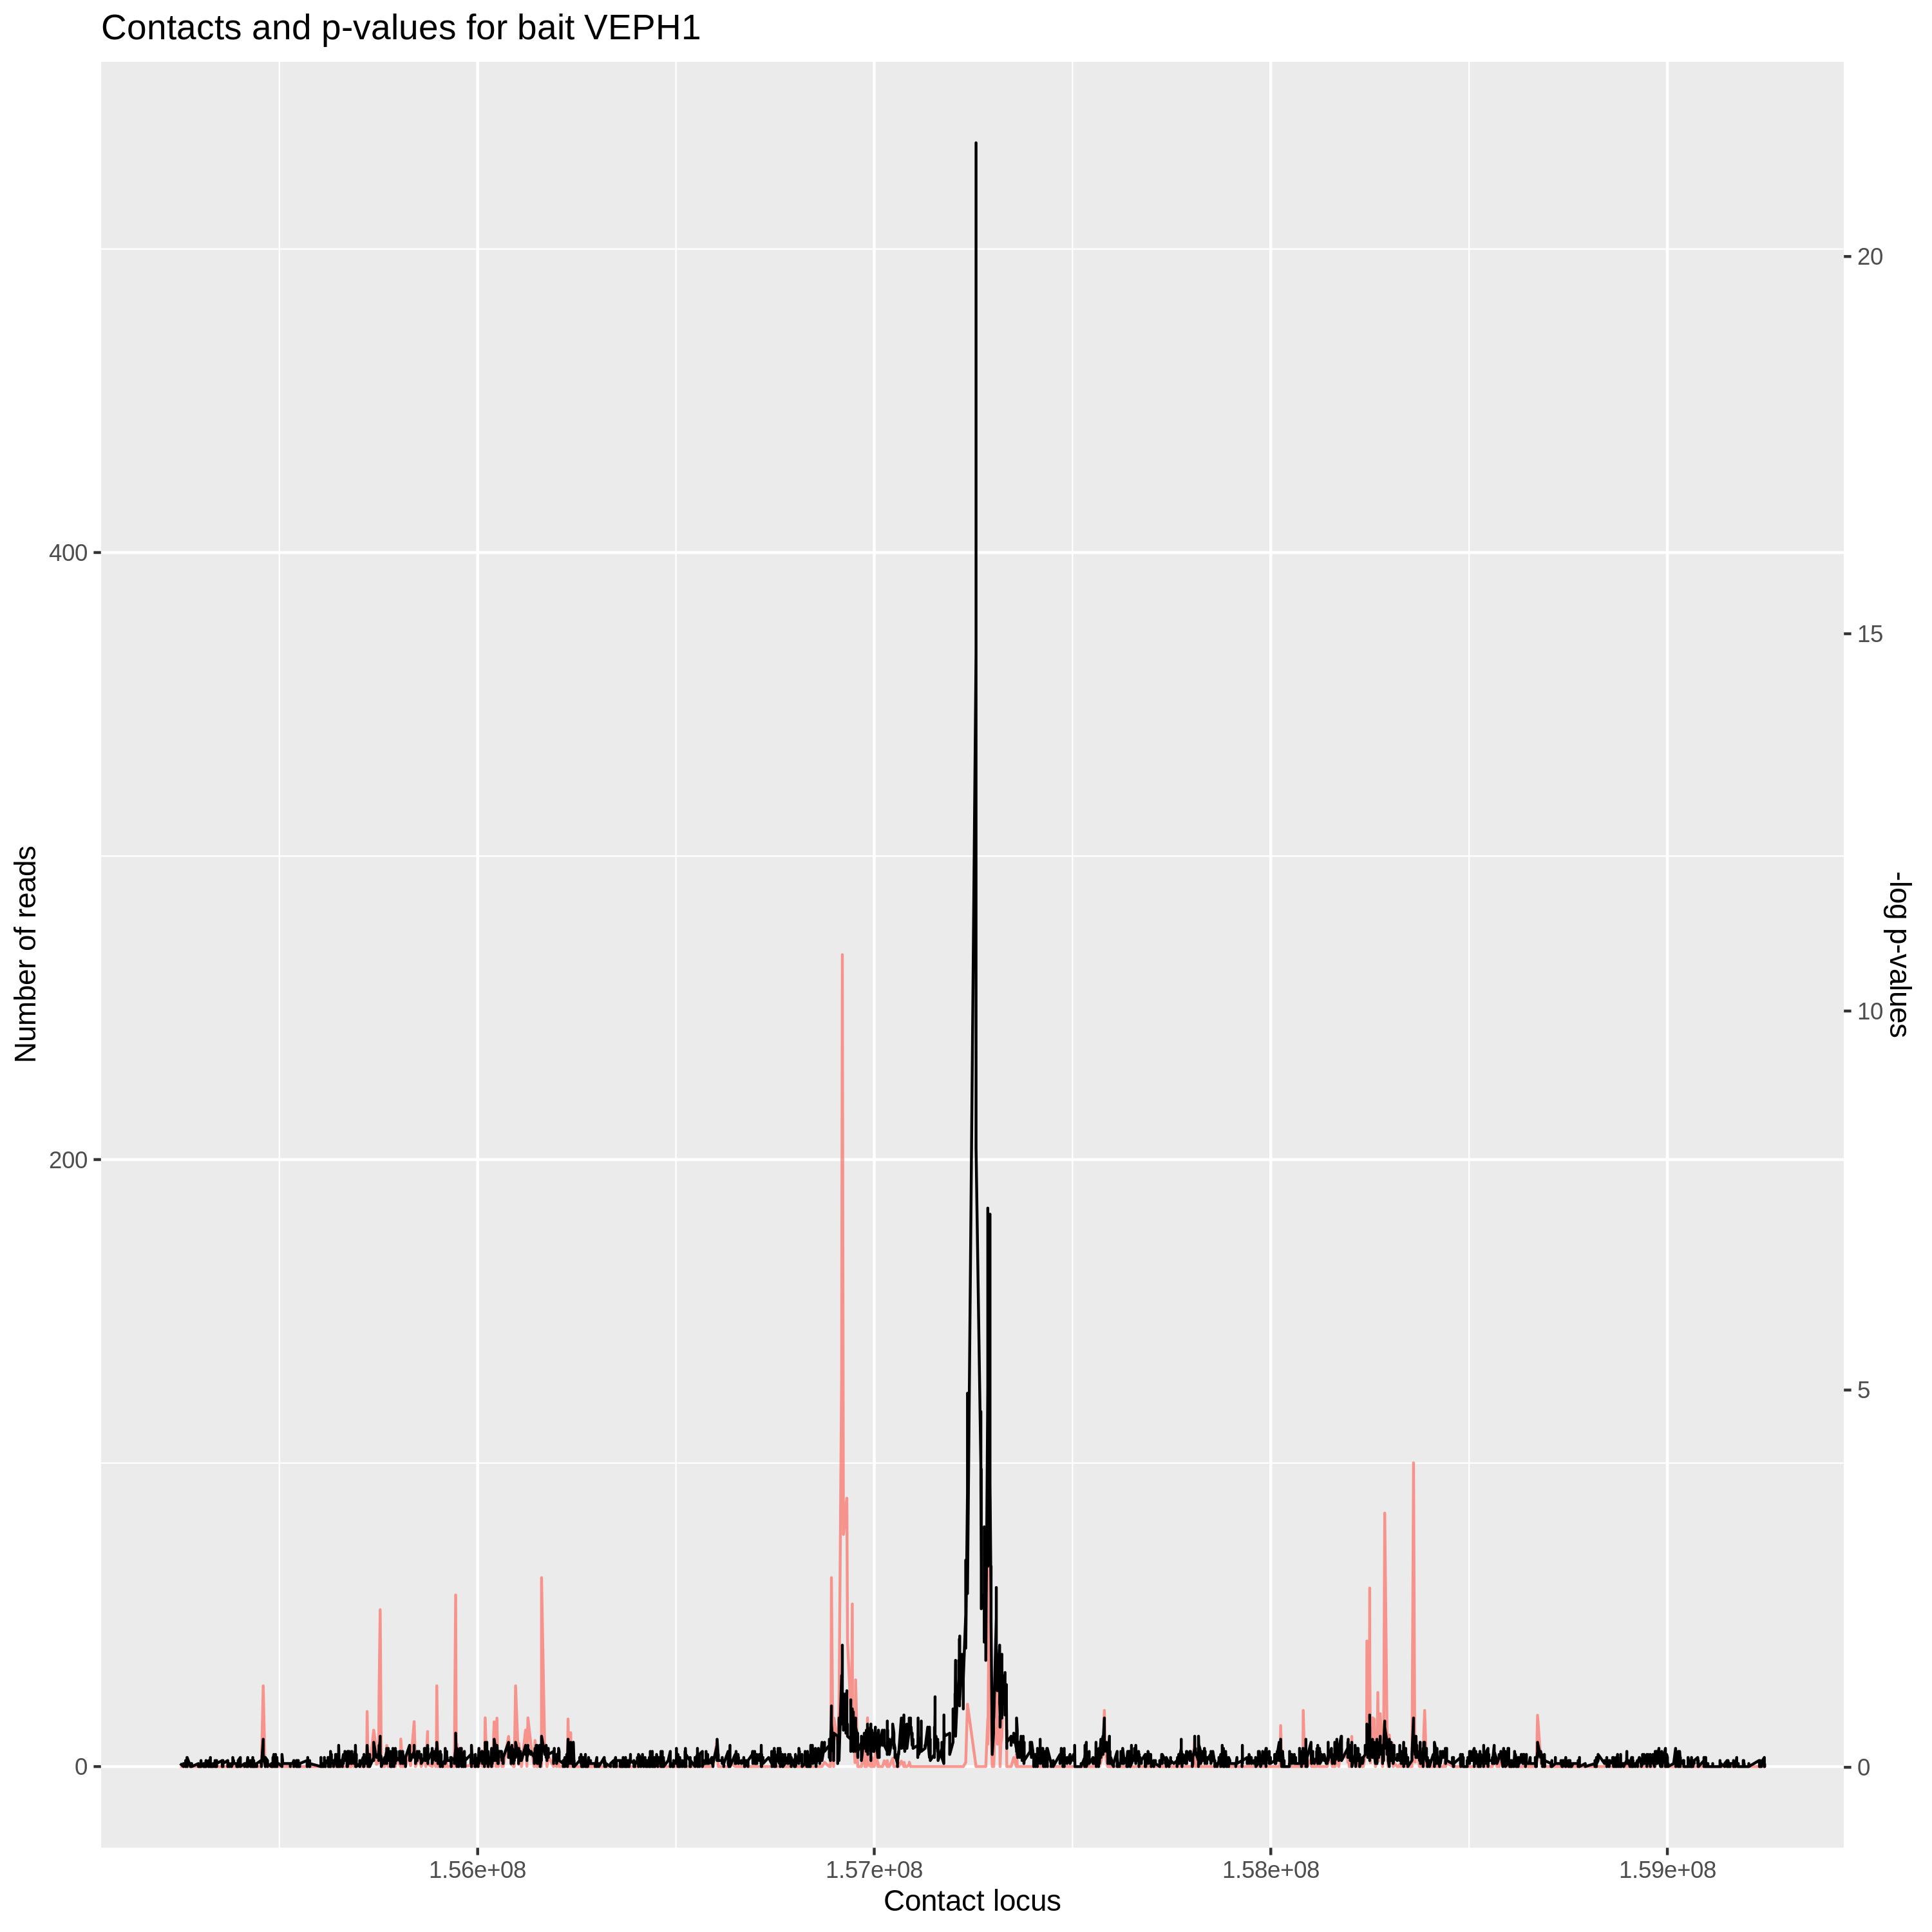 Contacts and p-values for bait VEPH1
Number of reads
400
200
0
20
15
10
5
0
-log p-values
1.56e+08 1.57e+08 1.58e+08 1.59e+08
Contact locus